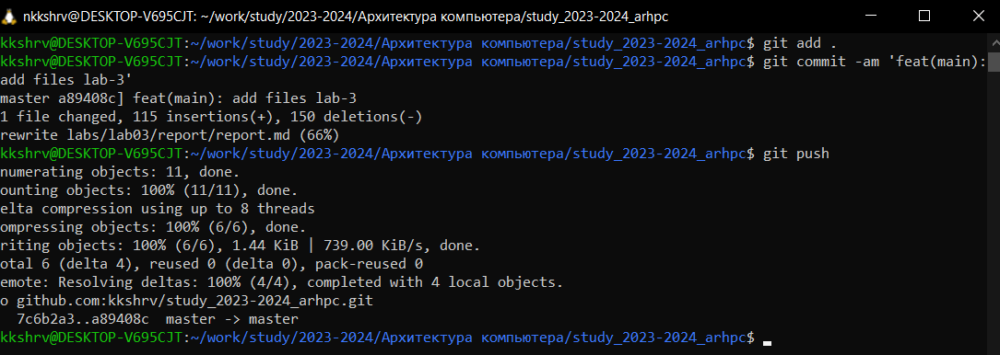 nkkshrv@DESKTOP-V695CJT: ~/work/study/2023-2024/Архитектура компьютера/study_2023-2024_arhpc
kkshrv@DESKTOP-V695CJT:~/work/study/2023-2024/Архитектура компьютера/study_2023-2024_arhpc$ git add .
kkshrv@DESKTOP-V695CJT:~/work/study/2023-2024/Архитектура компьютера/study_2023-2024_arhpc$ git commit -am 'feat(main):
add files lab-3'
master a89408c] feat(main): add files lab-3
1 file changed, 115 insertions(+), 150 deletions(-)
rewrite labs/lab03/report/report.md (66%)
kkshrv@DESKTOP-V695CJT:~/work/study/2023-2024/Архитектура компьютера/study_2023-2024_arhpc$ git push
numerating objects: 11, done.
ounting objects: 100% (11/11), done.
elta compression using up to 8 threads
ompressing objects: 100% (6/6), done.
riting objects: 100% (6/6), 1.44 KiB | 739.00 KiB/s, done.
otal 6 (delta 4), reused 0 (delta 0), pack-reused 0
emote: Resolving deltas: 100% (4/4), completed with 4 local objects.
o github.com:kkshrv/study_2023-2024_arhpc.git
7c6b2a3..a89408c  master -> master
kkshrv@DESKTOP-V695CJT:~/work/study/2023-2024/Архитектура компьютера/study_2023-2024_arhpc$